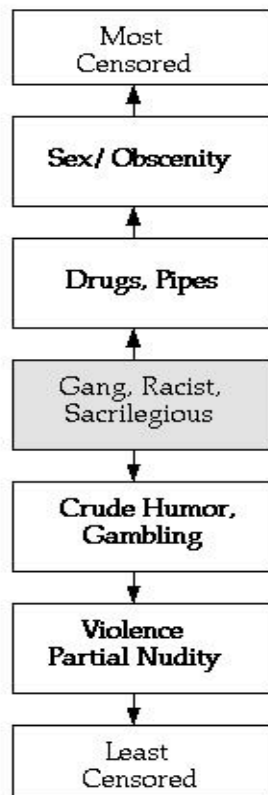 Most
Censored
Sex/ Obscenity
Drugs, Pipes
Gang, Racist,
Sacrilegious
Crude Humor,
Gambling
Violence
Partial Nudity
Least
Censored